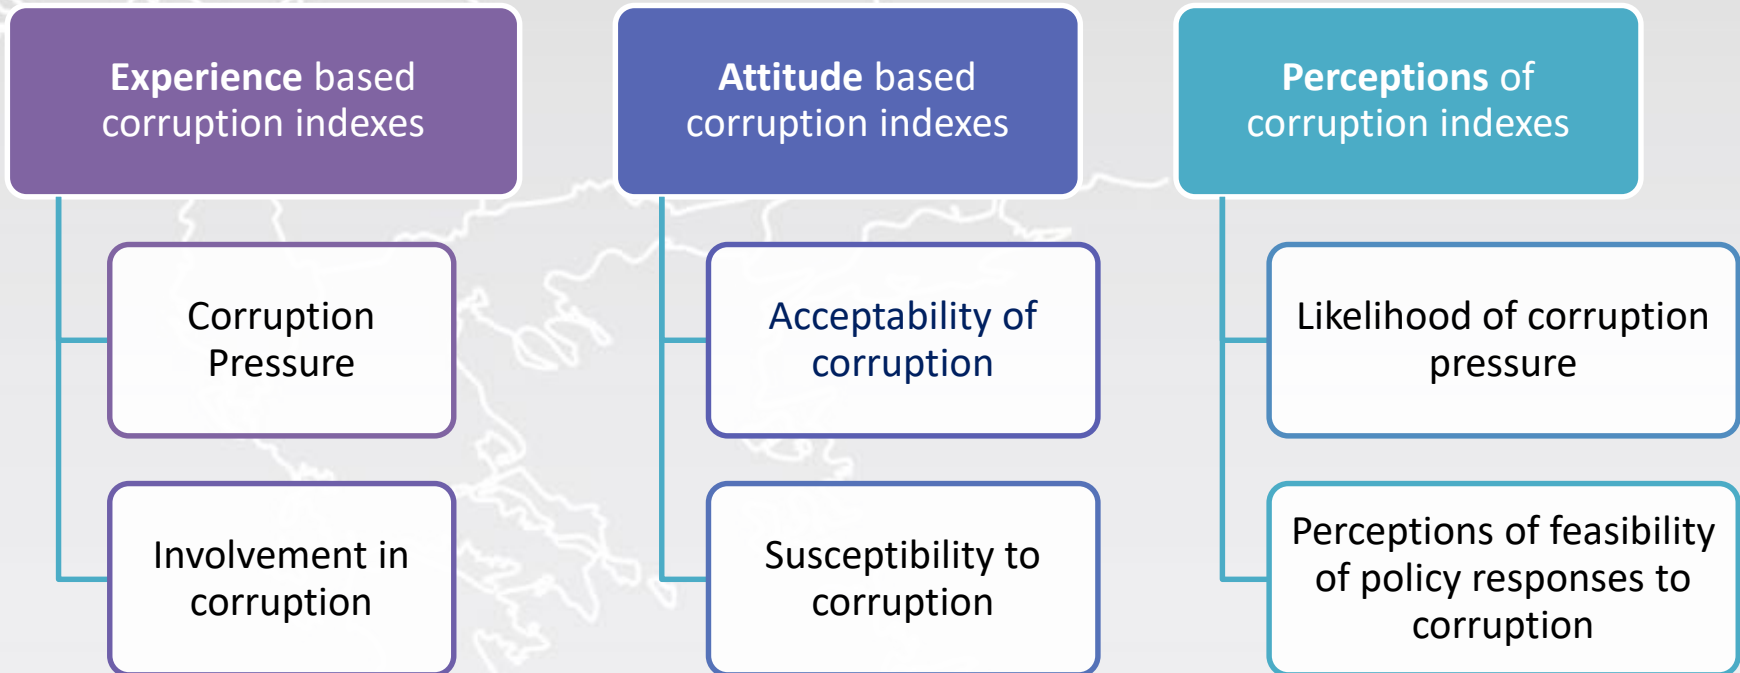 Experience based
corruption indexes
Corruption
Pressure
Involvement in
corruption
Attitude based
corruption indexes
Acceptability of
corruption
Susceptibility to
corruption
Perceptions of
corruption indexes
Likelihood of corruption
pressure
Perceptions of feasibility
of policy responses to
corruption